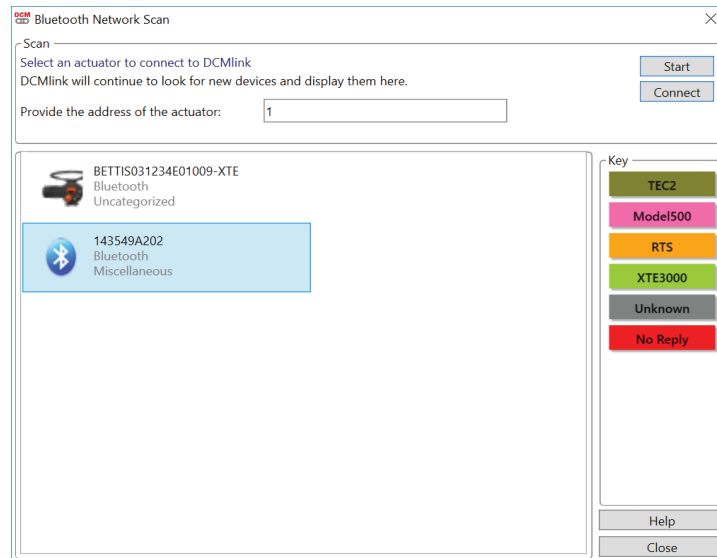 DCM Bluetooth Network Scan
Scan
Select an actuator to connect to DCMlink
DCMlink will continue to look for new devices and display them here.
Start
Connect
Provide the address of the actuator: 1
BETTIS031234E01009-XTE
Bluetooth
Uncategorized
143549A202
Bluetooth
Miscellaneous
Key
TEC2
Model500
RTS
XTE3000
Unknown
No Reply
Help
Close